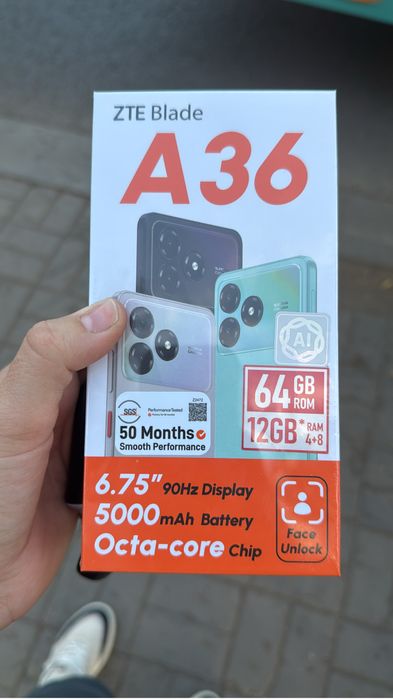 ZTE Blade
A36
AI
64 GB ROM
12GB* RAM 4+8
SGS
Performance Tested
50 Months
Smooth Performance
6.75" 90Hz Display
5000mAh Battery
Octa-core Chip
Face
Unlock